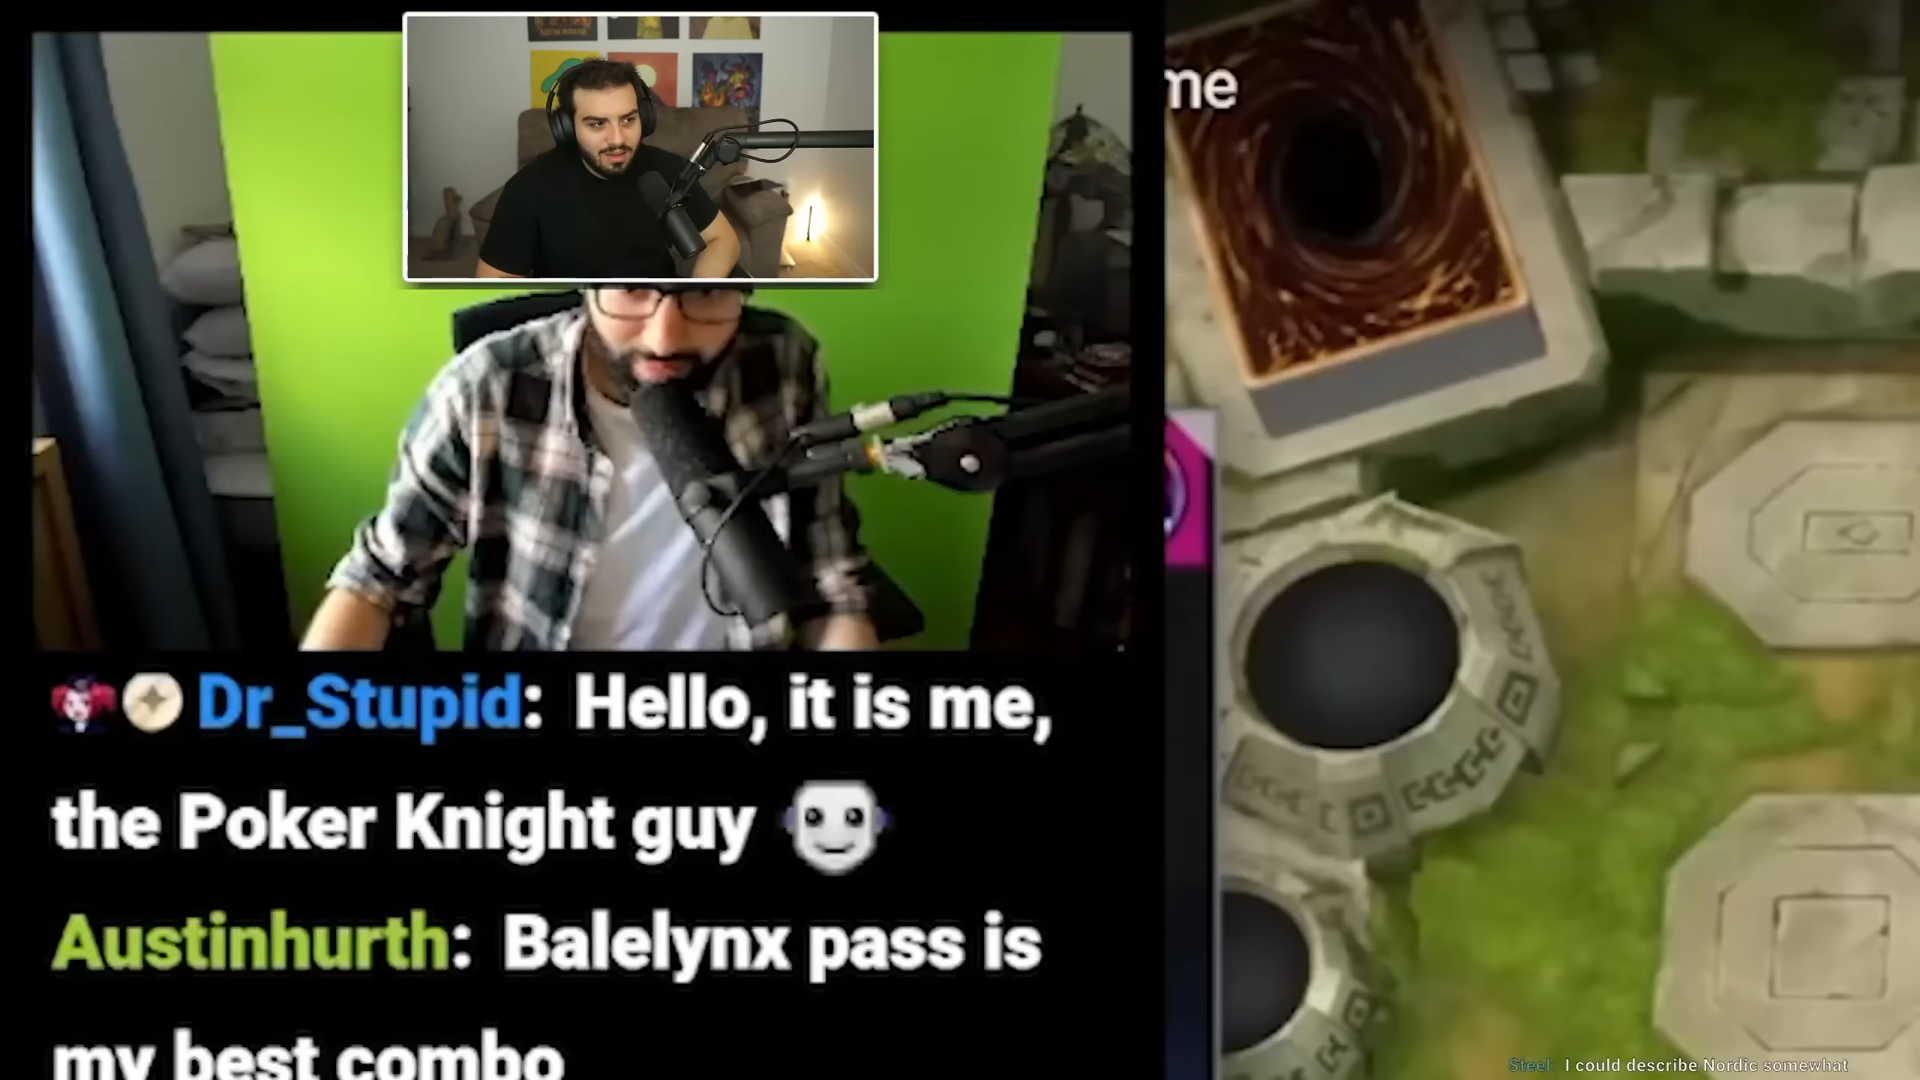 me
Dr_Stupid: Hello, it is me,
the Poker Knight guy
Austinhurth: Balelynx pass is
my best combo
Steel: I could describe Nordic somewhat